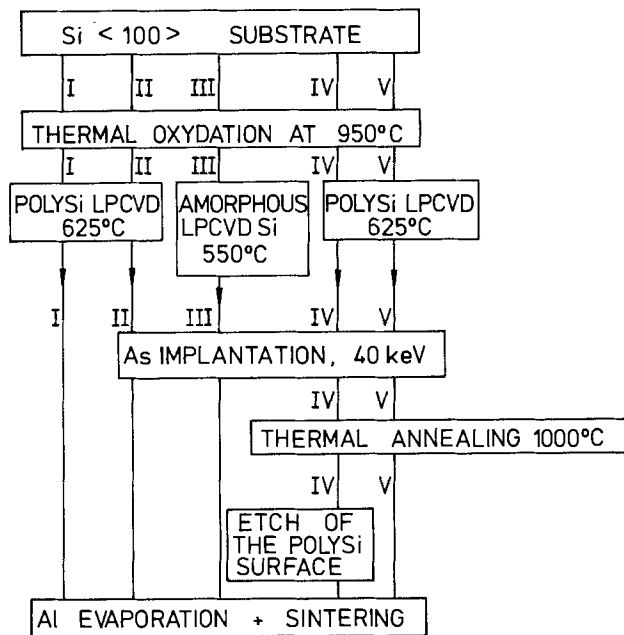 Si <100> SUBSTRATE
I II III IV V
THERMAL OXYDATION AT 950°C
I II III IV V
POLYSi LPCVD
625°C
AMORPHOUS
LPCVD Si
550°C
POLYSi LPCVD
625°C
I II III IV V
As IMPLANTATION, 40 keV
IV V
THERMAL ANNEALING 1000°C
IV V
ETCH OF
THE POLYSi
SURFACE
Al EVAPORATION + SINTERING